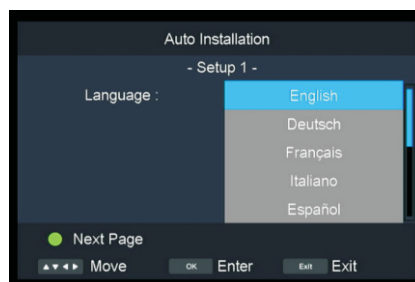 Auto Installation
- Setup 1 -
Language : English
Deutsch
Français
Italiano
Español
Next Page
▲▼◀▶ Move OK Enter Exit Exit